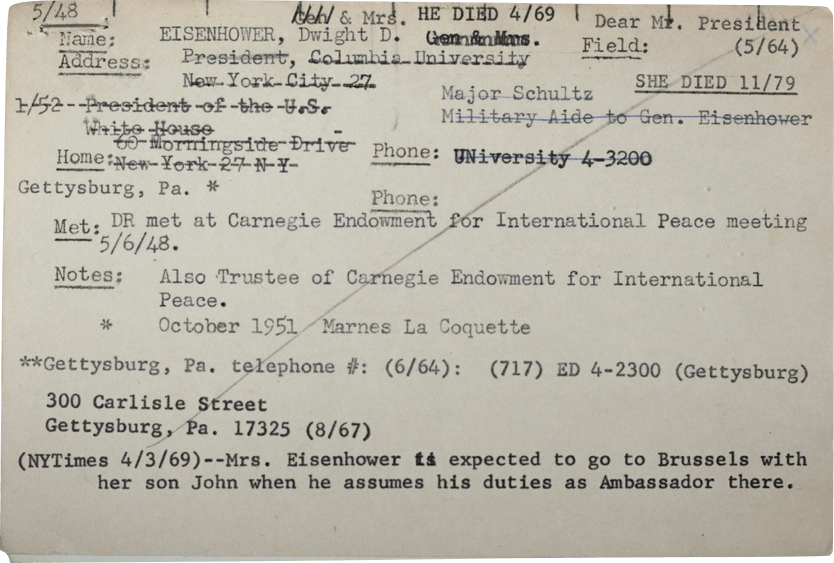 5/48 Gen & Mrs. HE DIED 4/69 Dear Mr. President
Name: EISENHOWER, Dwight D. Gen & Mrs. Field: (5/64)
Address: President, Columbia University
New York City 27
SHE DIED 11/79
1/52--President of the U.S. Major Schultz
White House Military Aide to Gen. Eisenhower
60 Morningside Drive
Home: New York 27 N Y Phone: UNiversity 4-3200
Gettysburg, Pa. *
Phone:
Met: DR met at Carnegie Endowment for International Peace meeting
5/6/48.
Notes: Also Trustee of Carnegie Endowment for International
Peace.
* October 1951 Marnes La Coquette
**Gettysburg, Pa. telephone #: (6/64): (717) ED 4-2300 (Gettysburg)
300 Carlisle Street
Gettysburg, Pa. 17325 (8/67)
(NYTimes 4/3/69)--Mrs. Eisenhower is expected to go to Brussels with
her son John when he assumes his duties as Ambassador there.